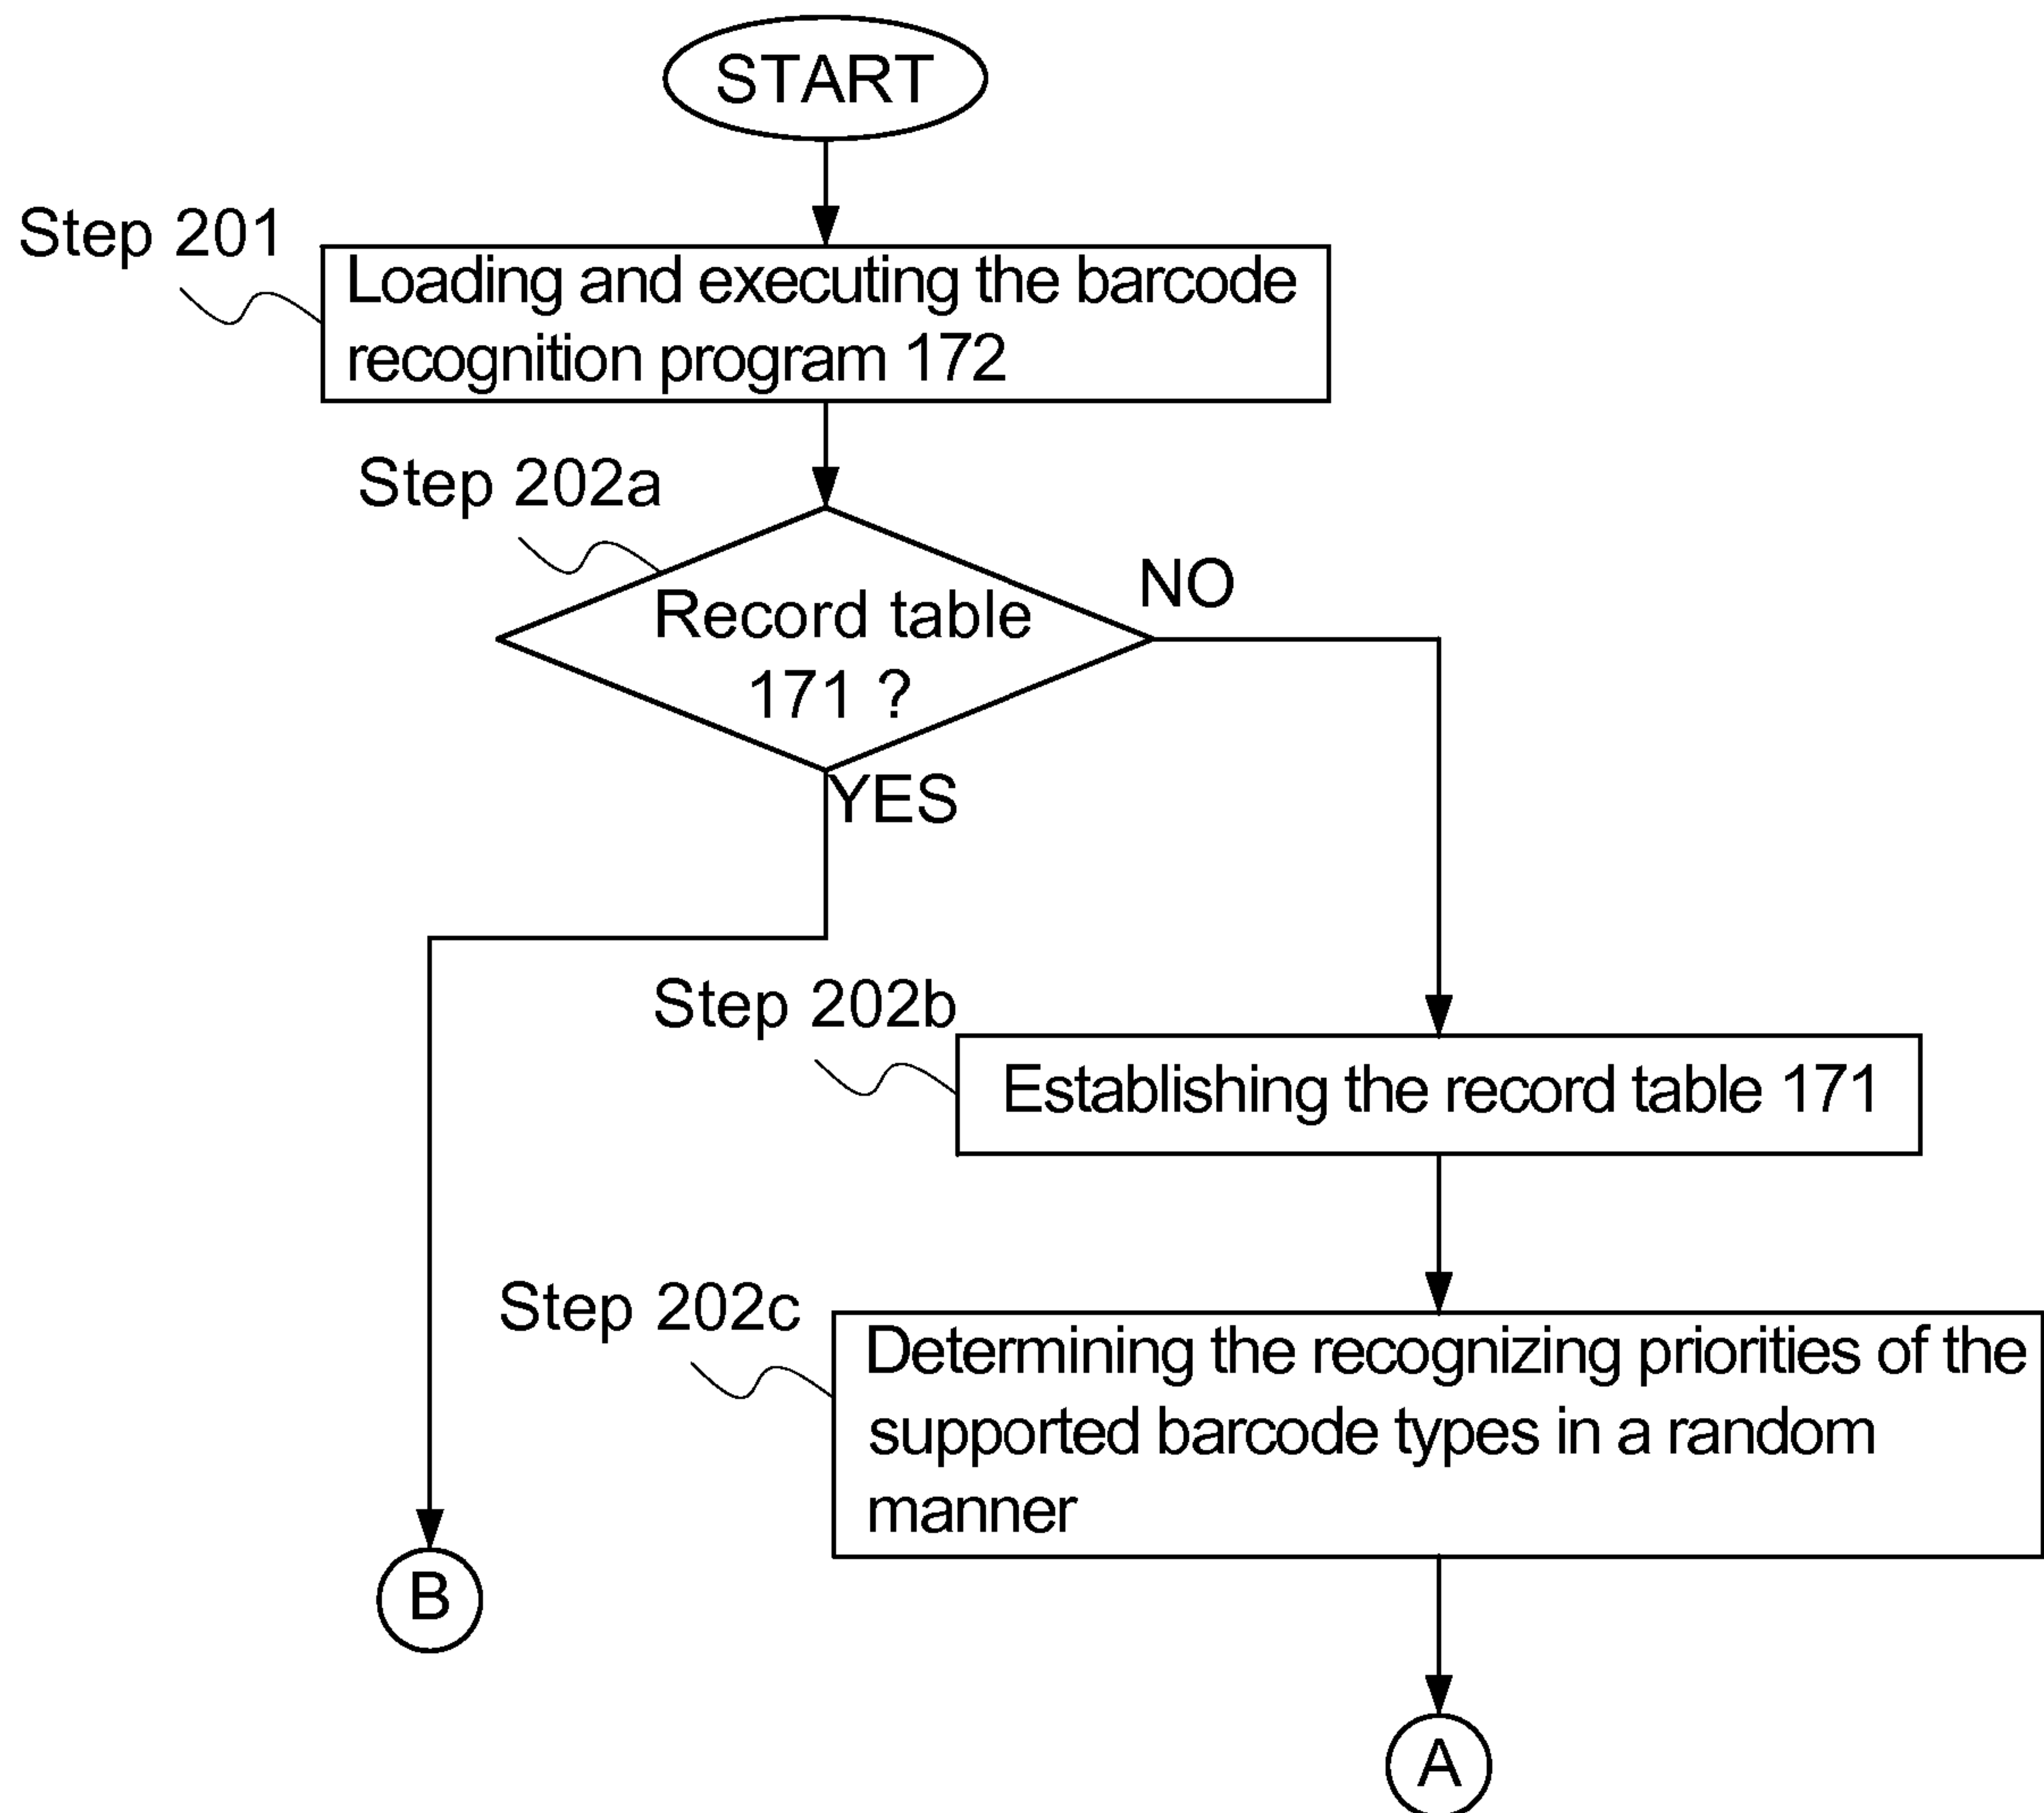 START
Step 201
Loading and executing the barcode
recognition program 172
Step 202a
Record table
171 ?
NO
YES
Step 202b
Establishing the record table 171
Step 202c
Determining the recognizing priorities of the
supported barcode types in a random
manner
B
A